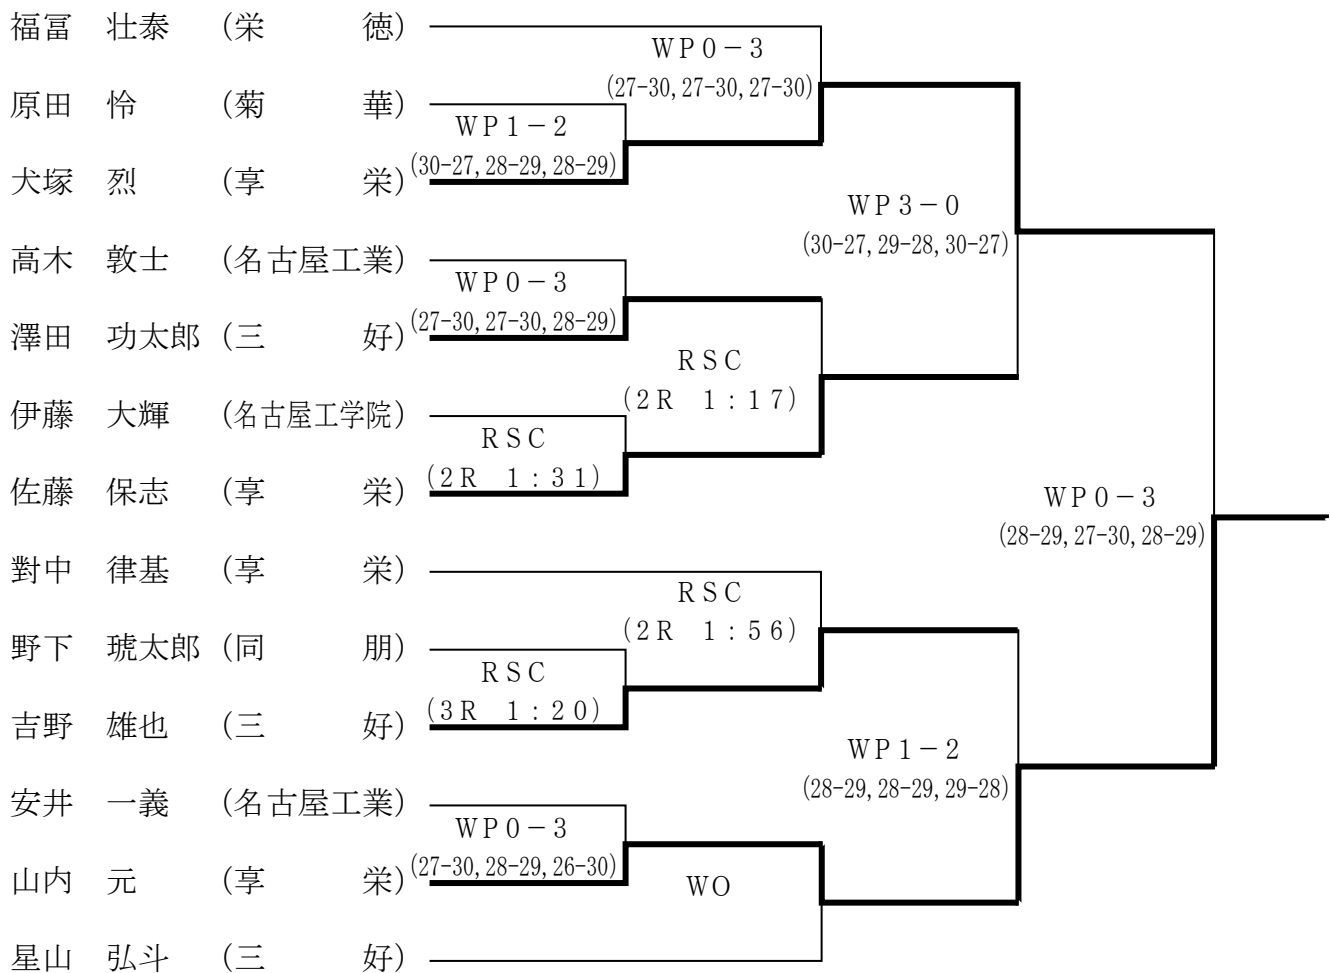 福冨 壮泰 （栄 徳）
WP0－3
(27-30, 27-30, 27-30)
原田 怜 （菊 華）
WP1－2
(30-27, 28-29, 28-29)
犬塚 烈 （享 栄）
WP3－0
(30-27, 29-28, 30-27)
高木 敦士 （名古屋工業）
WP0－3
(27-30, 27-30, 28-29)
澤田 功太郎 （三 好）
RSC
(2R 1：17)
伊藤 大輝 （名古屋工学院）
RSC
(2R 1：31)
佐藤 保志 （享 栄）
WP0－3
(28-29, 27-30, 28-29)
對中 律基 （享 栄）
RSC
(2R 1：56)
野下 琥太郎 （同 朋）
RSC
(3R 1：20)
吉野 雄也 （三 好）
WP1－2
(28-29, 28-29, 29-28)
安井 一義 （名古屋工業）
WP0－3
(27-30, 28-29, 26-30)
山内 元 （享 栄）
WO
星山 弘斗 （三 好）